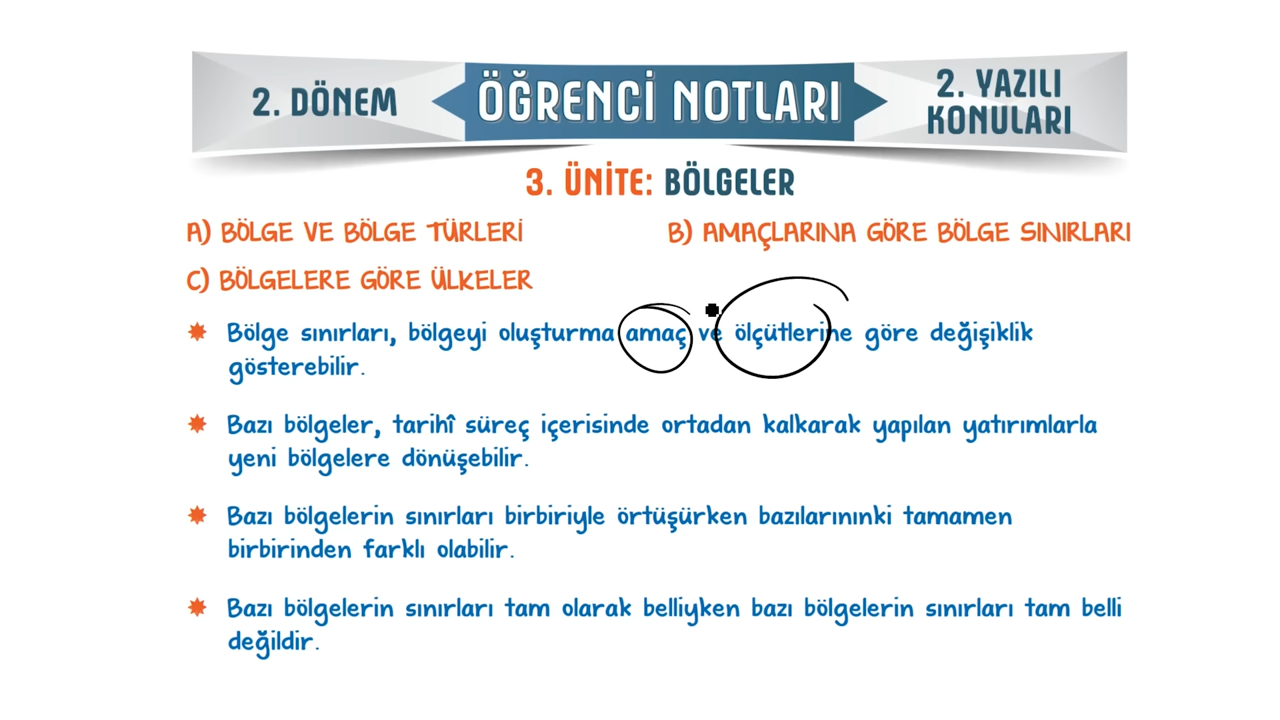 2. DÖNEM
ÖĞRENCİ NOTLARI
2. YAZILI
KONULARI
3. ÜNİTE: BÖLGELER
A) BÖLGE VE BÖLGE TÜRLERİ
B) AMAÇLARINA GÖRE BÖLGE SINIRLARI
C) BÖLGELERE GÖRE ÜLKELER
Bölge sınırları, bölgeyi oluşturma amaç ve ölçütlerine göre değişiklik
gösterebilir.
Bazı bölgeler, tarihî süreç içerisinde ortadan kalkarak yapılan yatırımlarla
yeni bölgelere dönüşebilir.
Bazı bölgelerin sınırları birbiriyle örtüşürken bazılarınınki tamamen
birbirinden farklı olabilir.
Bazı bölgelerin sınırları tam olarak belliyken bazı bölgelerin sınırları tam belli
değildir.